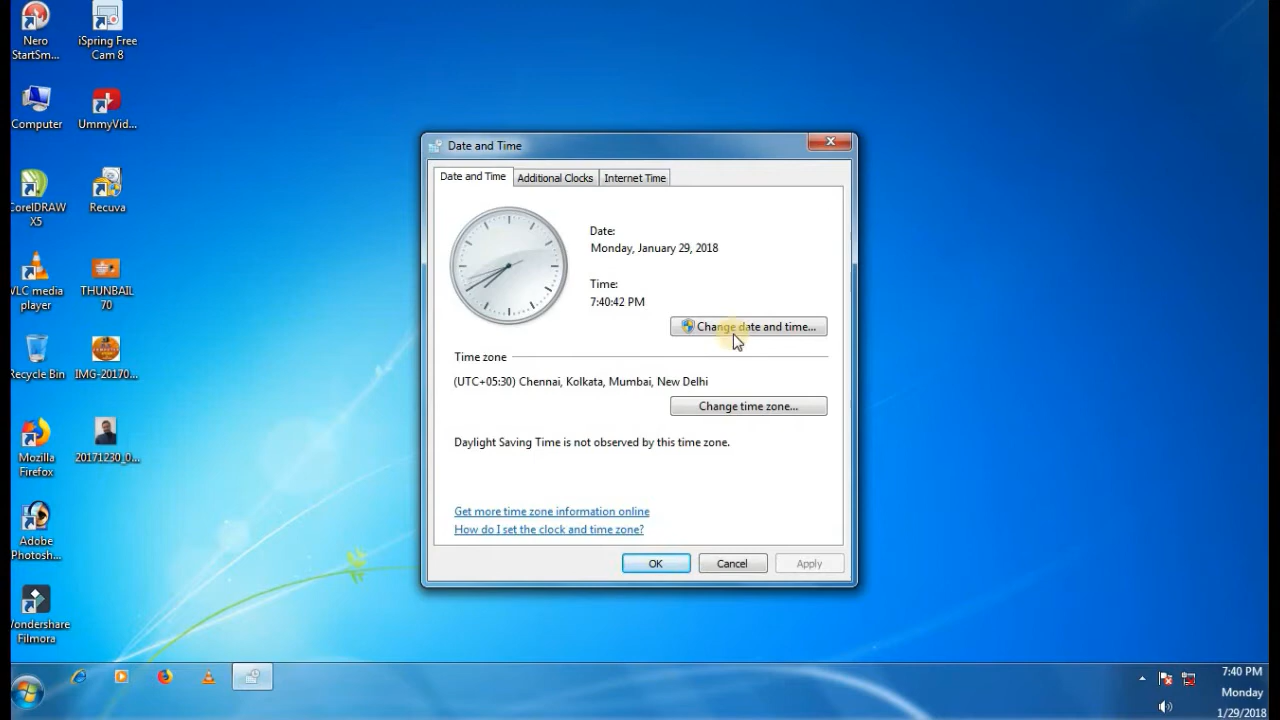 Nero
StartSm...
iSpring Free
Cam 8
Computer
UmmyVid...
CorelDRAW
X5
Recuva
VLC media
player
THUNBAIL
70
Recycle Bin
IMG-20170...
Mozilla
Firefox
20171230_0...
Adobe
Photosh...
Wondershare
Filmora
Date and Time
Date and Time
Additional Clocks
Internet Time
Date:
Monday, January 29, 2018
Time:
7:40:42 PM
Change date and time...
Time zone
(UTC+05:30) Chennai, Kolkata, Mumbai, New Delhi
Change time zone...
Daylight Saving Time is not observed by this time zone.
Get more time zone information online
How do I set the clock and time zone?
OK
Cancel
Apply
7:40 PM
Monday
1/29/2018